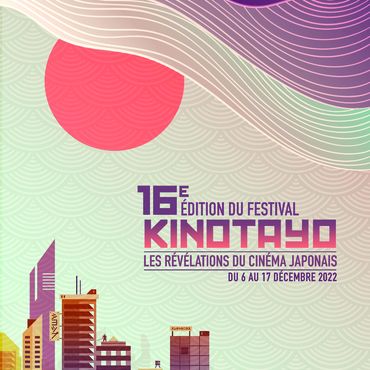 16E ÉDITION DU FESTIVAL
KINOTAYO
LES RÉVÉLATIONS DU CINÉMA JAPONAIS
DU 6 AU 17 DÉCEMBRE 2022